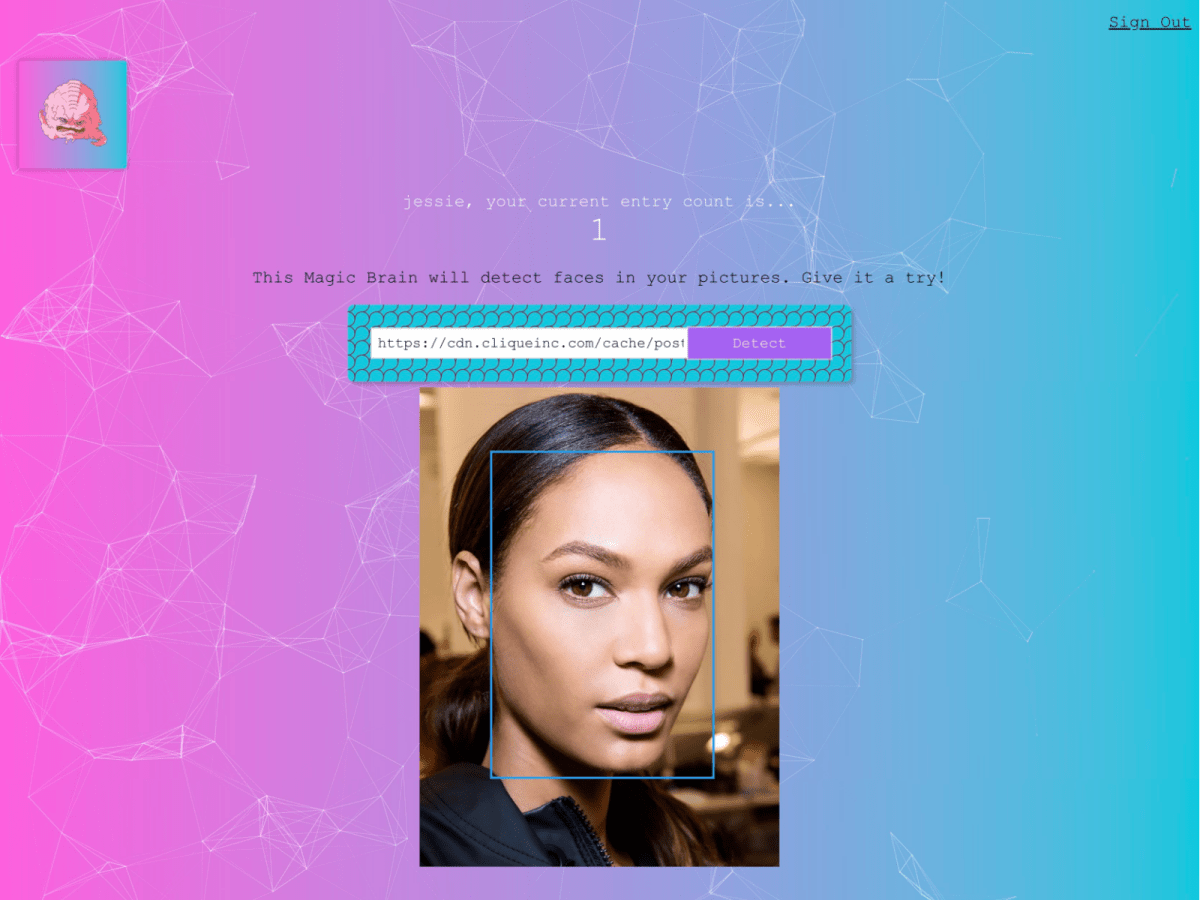 Sign Out
jessie, your current entry count is...
1
This Magic Brain will detect faces in your pictures. Give it a try!
https://cdn.cliqueinc.com/cache/post Detect